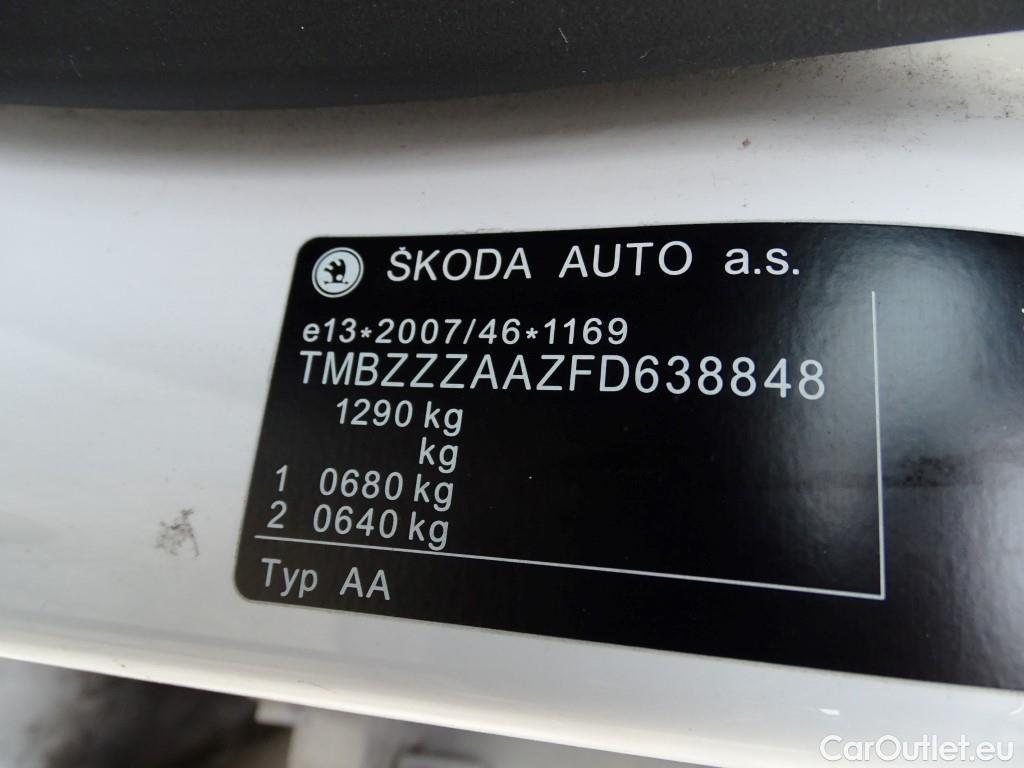 ŠKODA AUTO a.s.
e13*2007/46*1169
TMBZZZAAZFD638848
1290 kg
kg
1 0680 kg
2 0640 kg
Typ AA
CarOutlet.eu